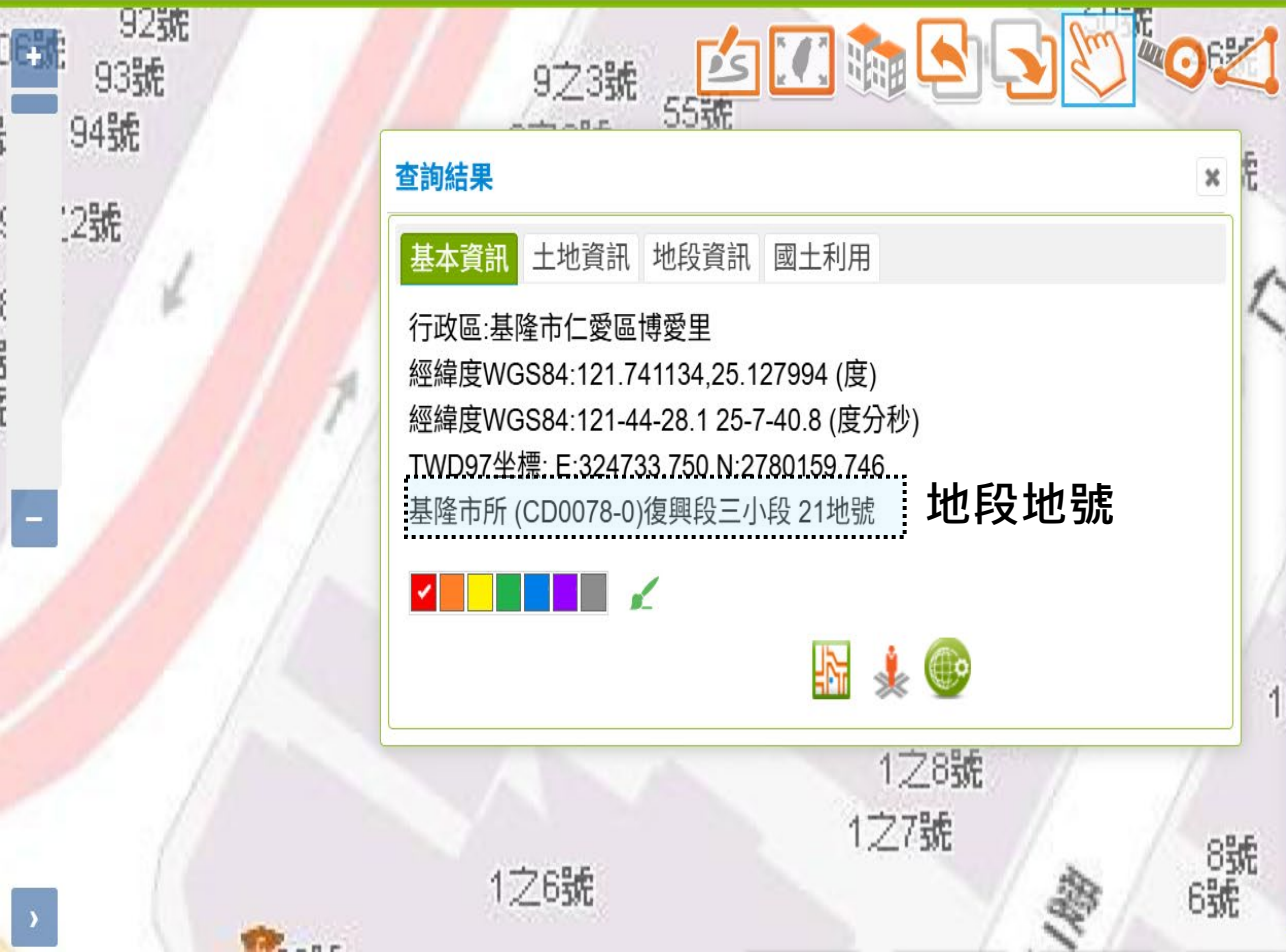 92號
93號
94號
9之3號
55號
查詢結果
基本資訊 土地資訊 地段資訊 國土利用
行政區:基隆市仁愛區博愛里
經緯度WGS84:121.741134,25.127994 (度)
經緯度WGS84:121-44-28.1 25-7-40.8 (度分秒)
TWD97坐標: E:324733.750 N:2780159.746
基隆市所 (CD0078-0)復興段三小段 21地號
地段地號
1之8號
1之7號
1之6號
8號
6號